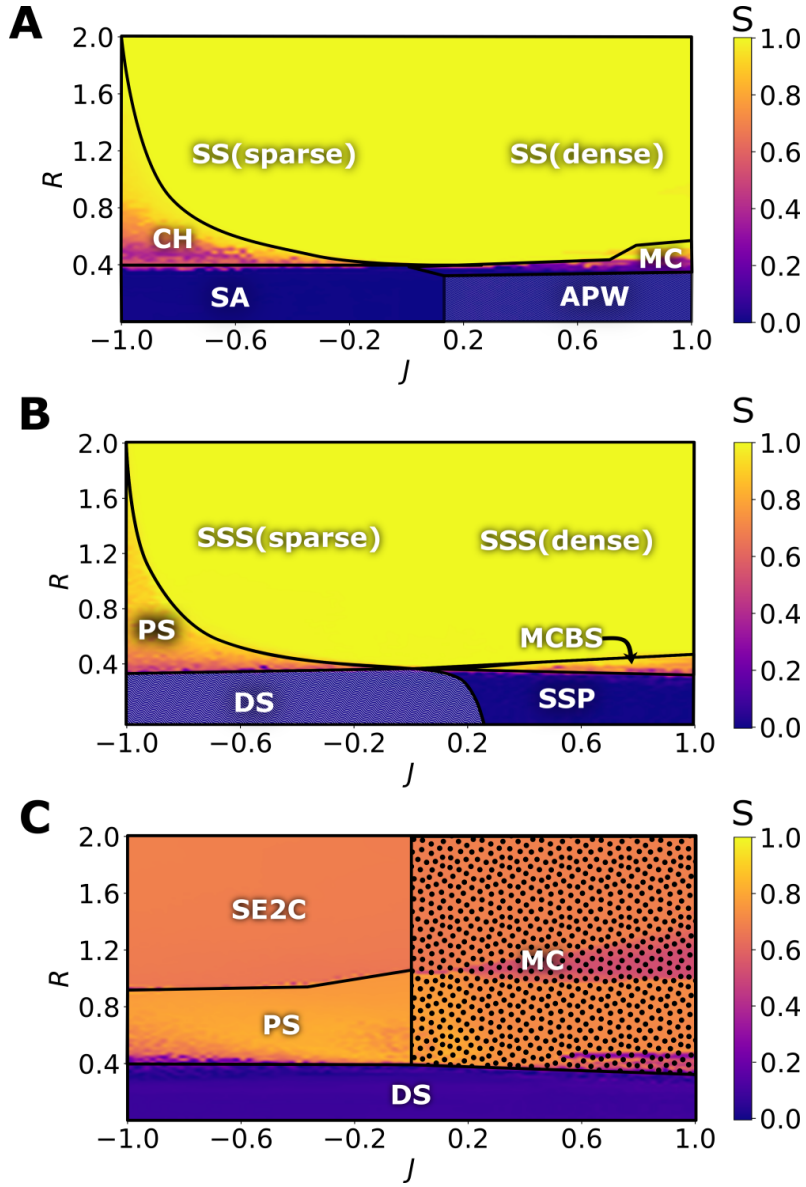 A
S
2.0
1.6
1.2
0.8
0.4
R
SS(sparse)
SS(dense)
CH
MC
SA
APW
−1.0 −0.6 −0.2 0.2 0.6 1.0
J
1.0
0.8
0.6
0.4
0.2
0.0
B
S
2.0
1.6
1.2
0.8
0.4
R
SSS(sparse)
SSS(dense)
PS
MCBS
DS
SSP
−1.0 −0.6 −0.2 0.2 0.6 1.0
J
1.0
0.8
0.6
0.4
0.2
0.0
C
S
2.0
1.6
1.2
0.8
0.4
R
SE2C
MC
PS
DS
−1.0 −0.6 −0.2 0.2 0.6 1.0
J
1.0
0.8
0.6
0.4
0.2
0.0